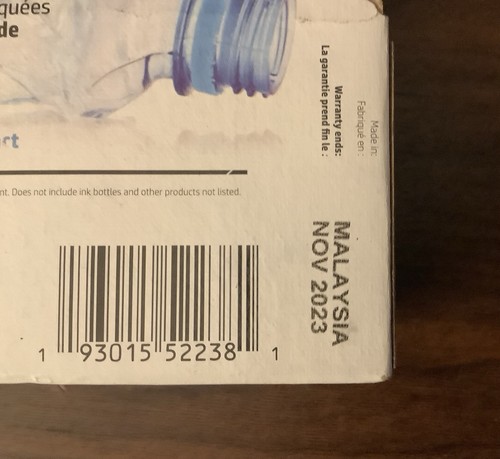 quées
de
rt
nt. Does not include ink bottles and other products not listed.
Made in:
Fabriqué en :
Warranty ends:
La garantie prend fin le :
MALAYSIA
NOV 2023
1 93015 52238 1